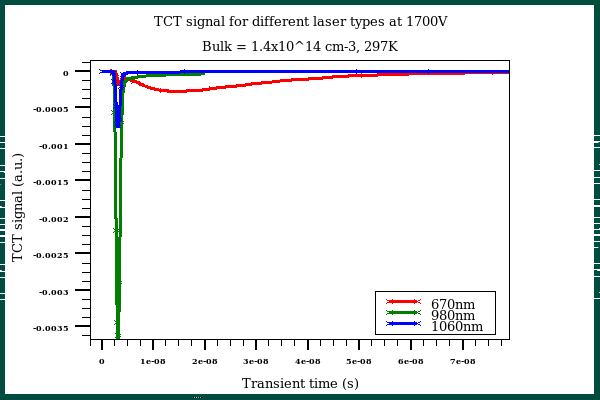 TCT signal for different laser types at 1700V
Bulk = 1.4x10^14 cm-3, 297K
TCT signal (a.u.)
0
-0.0005
-0.001
-0.0015
-0.002
-0.0025
-0.003
-0.0035
670nm
980nm
1060nm
0 1e-08 2e-08 3e-08 4e-08 5e-08 6e-08 7e-08
Transient time (s)